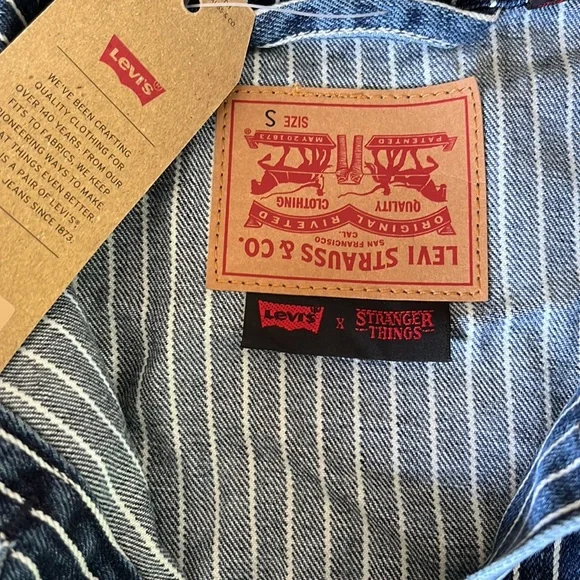 Levi's
WE'VE BEEN CRAFTING
QUALITY CLOTHING FOR
OVER 140 YEARS. FROM OUR
FITS TO FABRICS, WE KEEP
PIONEERING WAYS TO MAKE
THINGS EVEN BETTER.
IS A PAIR OF LEVI'S®
JEANS SINCE 1873.
LEVI STRAUSS & CO.
SAN FRANCISCO
CAL.
ORIGINAL RIVETED
QUALITY CLOTHING
PATENTED MAY 20 1873
SIZE S
Levi's X STRANGER
THINGS